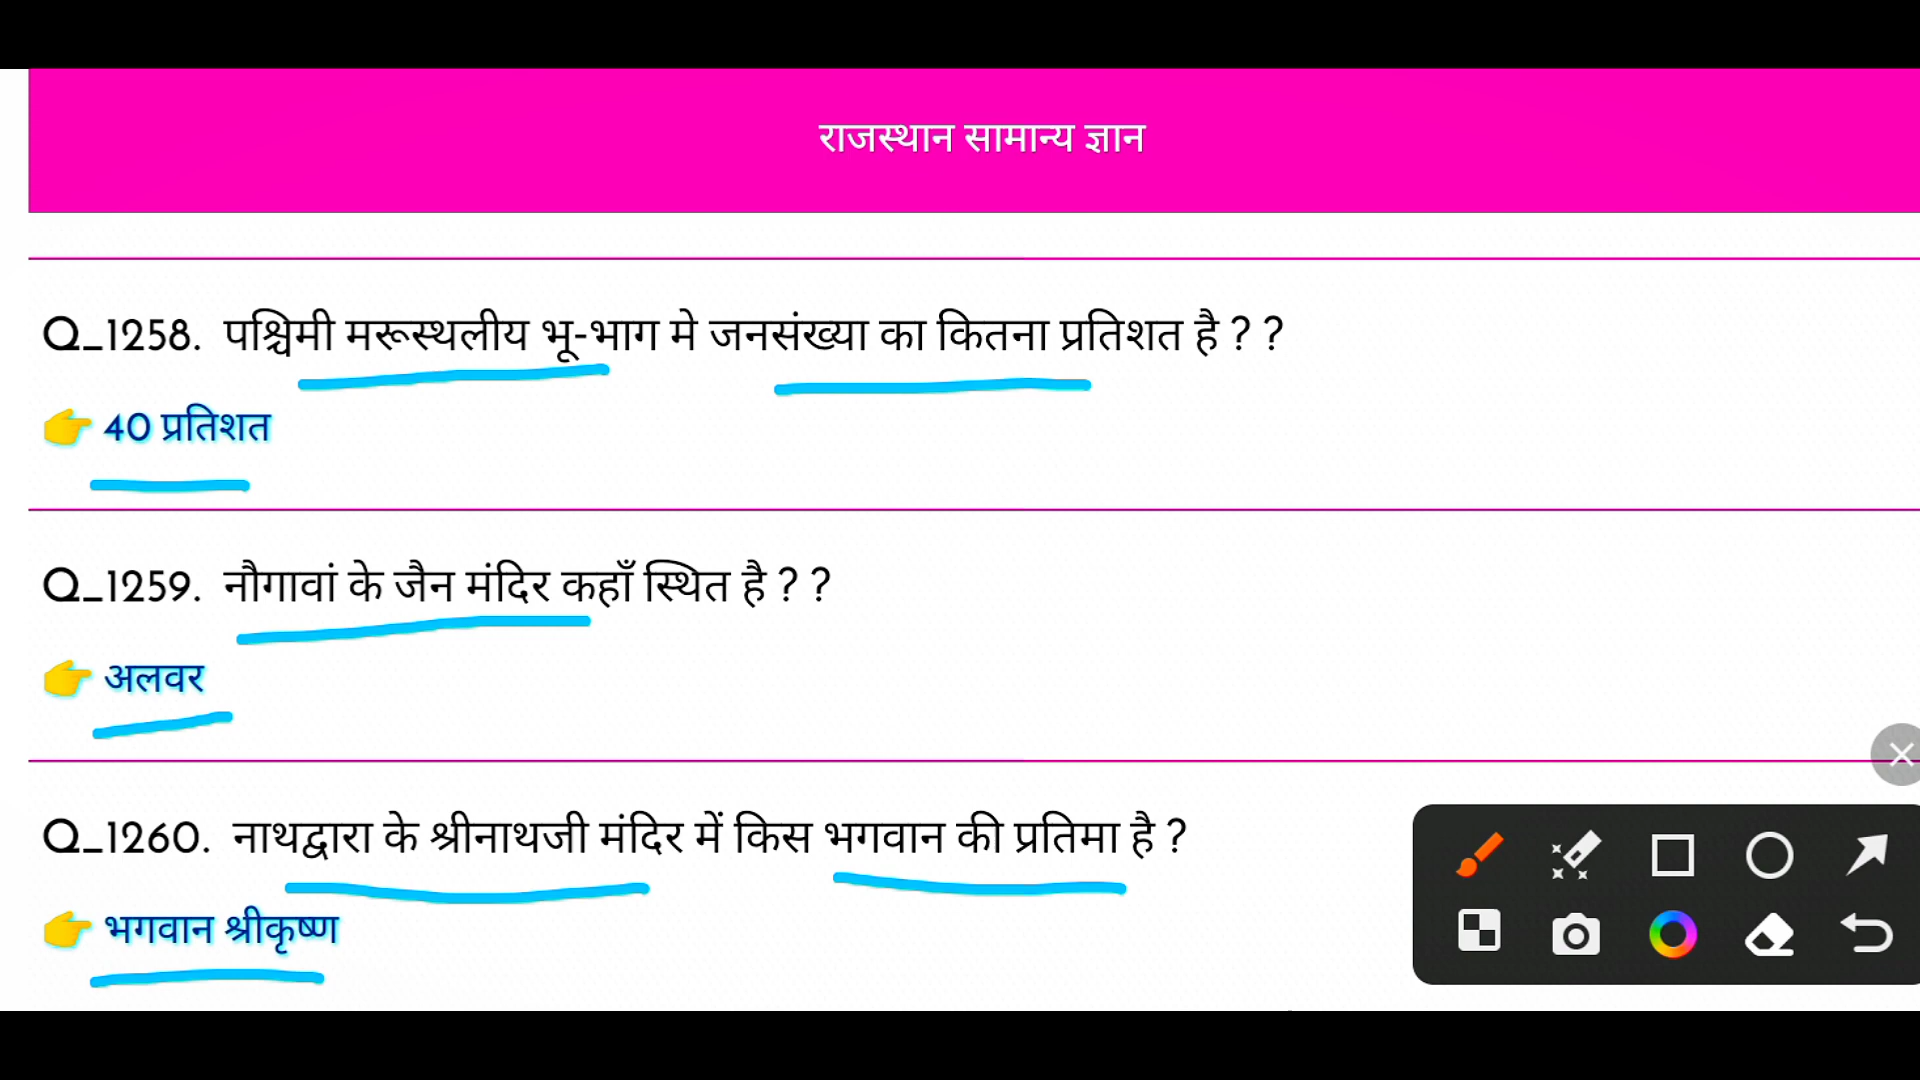 राजस्थान सामान्य ज्ञान
Q_1258. पश्चिमी मरूस्थलीय भू-भाग मे जनसंख्या का कितना प्रतिशत है ? ?
👉 40 प्रतिशत
Q_1259. नौगावां के जैन मंदिर कहाँ स्थित है ? ?
👉 अलवर
Q_1260. नाथद्वारा के श्रीनाथजी मंदिर में किस भगवान की प्रतिमा है ?
👉 भगवान श्रीकृष्ण